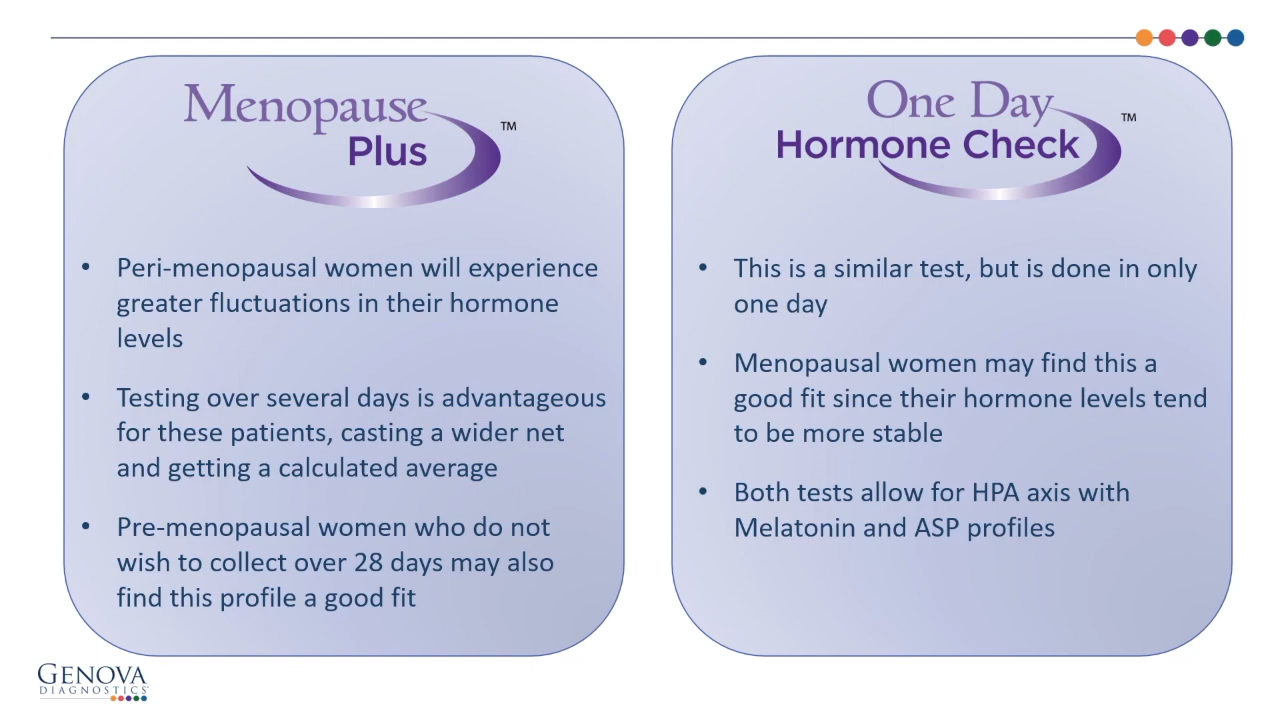 Menopause
Plus
™
• Peri-menopausal women will experience
greater fluctuations in their hormone
levels
• Testing over several days is advantageous
for these patients, casting a wider net
and getting a calculated average
• Pre-menopausal women who do not
wish to collect over 28 days may also
find this profile a good fit
One Day
Hormone Check
™
• This is a similar test, but is done in only
one day
• Menopausal women may find this a
good fit since their hormone levels tend
to be more stable
• Both tests allow for HPA axis with
Melatonin and ASP profiles
GENOVA
DIAGNOSTICS